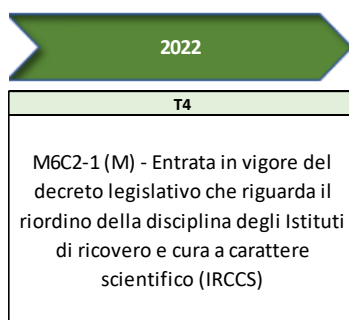 2022
T4
M6C2-1 (M) - Entrata in vigore del
decreto legislativo che riguarda il
riordino della disciplina degli Istituti
di ricovero e cura a carattere
scientifico (IRCCS)